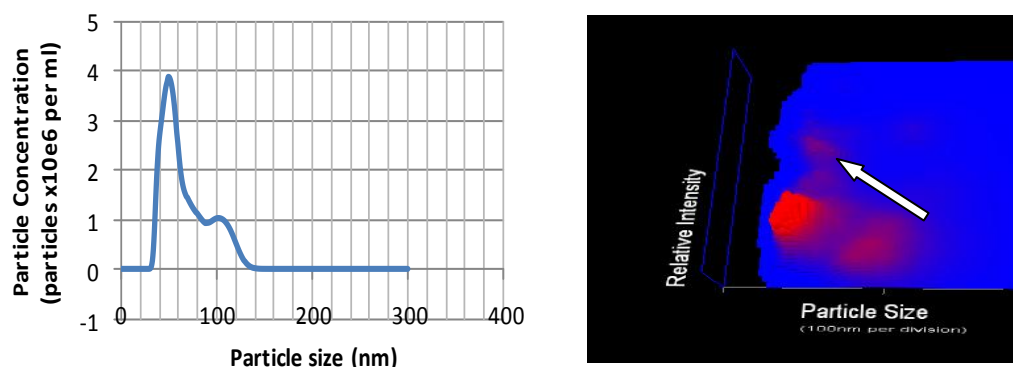 Particle Concentration
(particles x10e6 per ml)
5
4
3
2
1
0
-1
0 100 200 300 400
Particle size (nm)
Relative Intensity
Particle Size
(100nm per division)